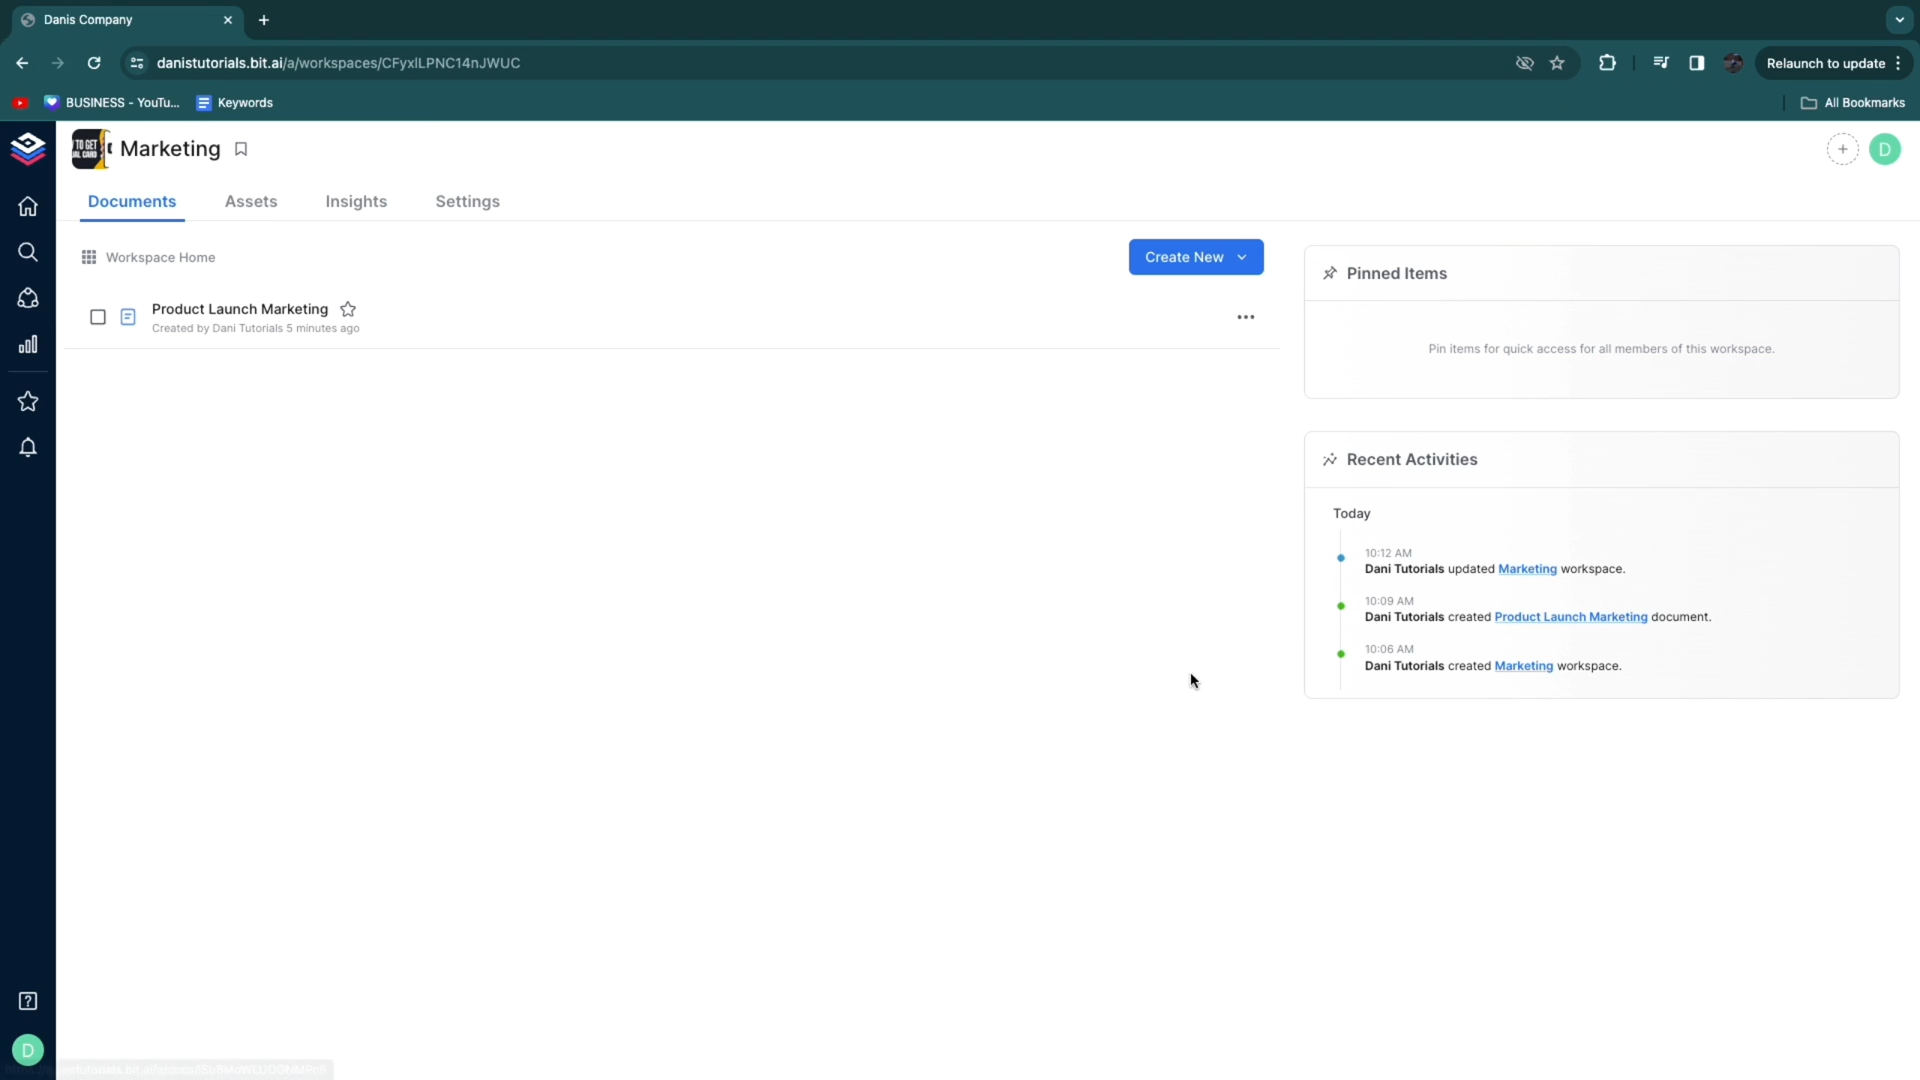 Danis Company
danistutorials.bit.ai/a/workspaces/CFyxlLPNC14nJWUC
Relaunch to update
BUSINESS - YouTu...
Keywords
All Bookmarks
TO GET
Marketing
D
Documents
Assets
Insights
Settings
Workspace Home
Create New
Product Launch Marketing
Created by Dani Tutorials 5 minutes ago
Pinned Items
Pin items for quick access for all members of this workspace.
Recent Activities
Today
10:12 AM
Dani Tutorials updated Marketing workspace.
10:09 AM
Dani Tutorials created Product Launch Marketing document.
10:06 AM
Dani Tutorials created Marketing workspace.
D